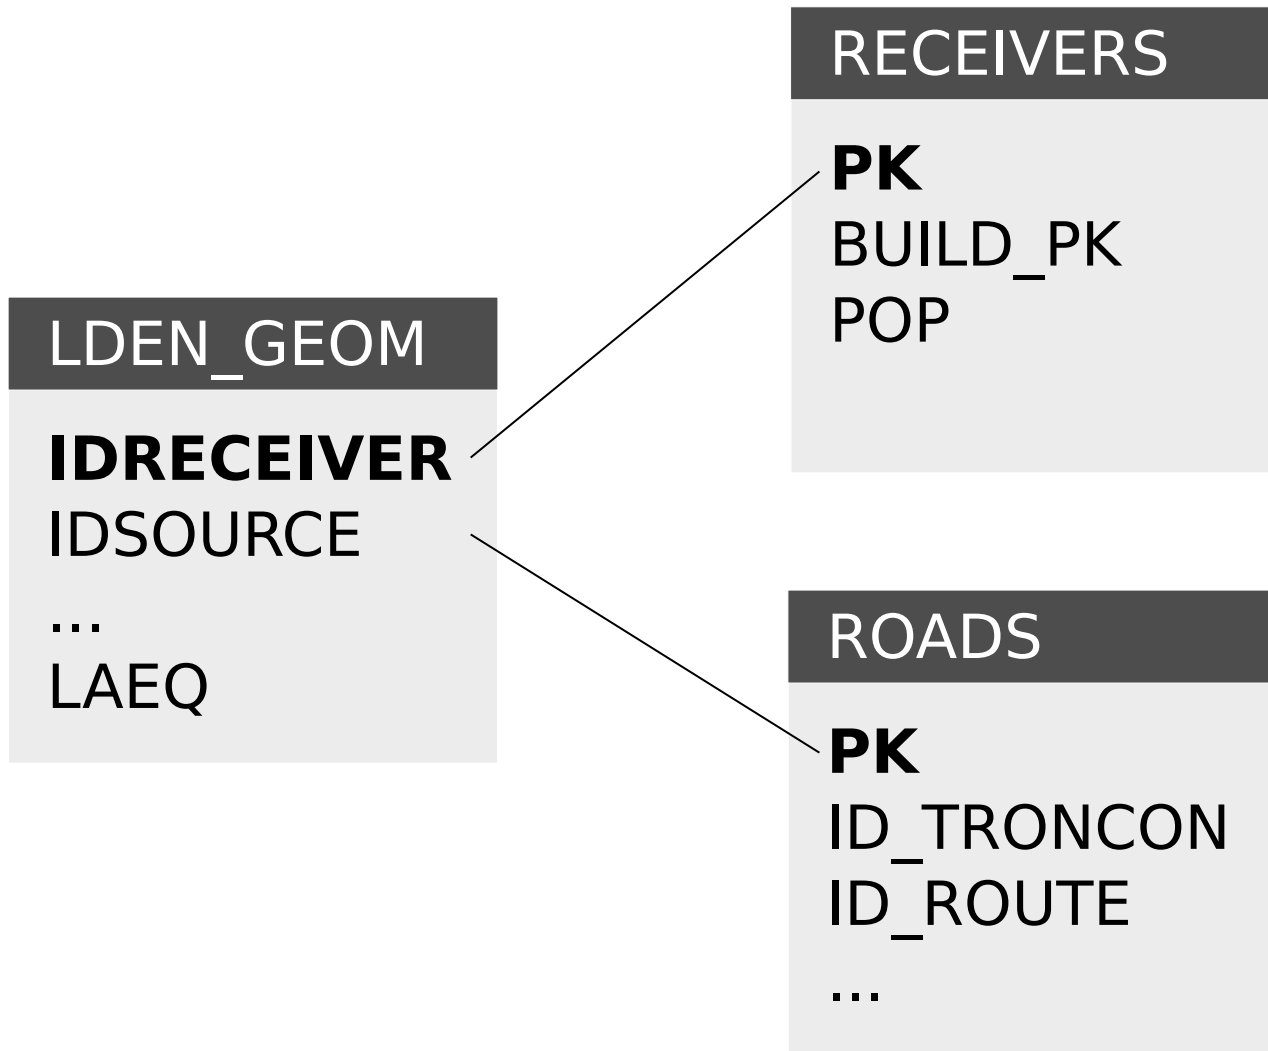 LDEN_GEOM
IDRECEIVER
IDSOURCE
...
LAEQ
RECEIVERS
PK
BUILD_PK
POP
ROADS
PK
ID_TRONCON
ID_ROUTE
...